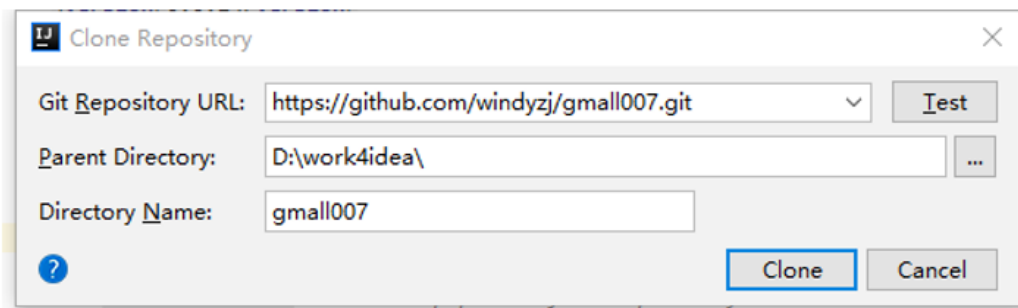 IJ Clone Repository
Git Repository URL: https://github.com/windyzj/gmall007.git Test
Parent Directory: D:\work4idea\ ...
Directory Name: gmall007
? Clone Cancel